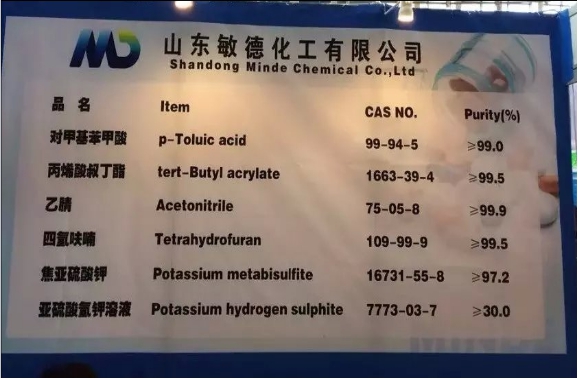 山东敏德化工有限公司
Shandong Minde Chemical Co.,Ltd
品 名 Item CAS NO. Purity(%)
对甲基苯甲酸 p-Toluic acid 99-94-5 ≥99.0
丙烯酸叔丁酯 tert-Butyl acrylate 1663-39-4 ≥99.5
乙腈 Acetonitrile 75-05-8 ≥99.9
四氢呋喃 Tetrahydrofuran 109-99-9 ≥99.5
焦亚硫酸钾 Potassium metabisulfite 16731-55-8 ≥97.2
亚硫酸氢钾溶液 Potassium hydrogen sulphite 7773-03-7 ≥30.0